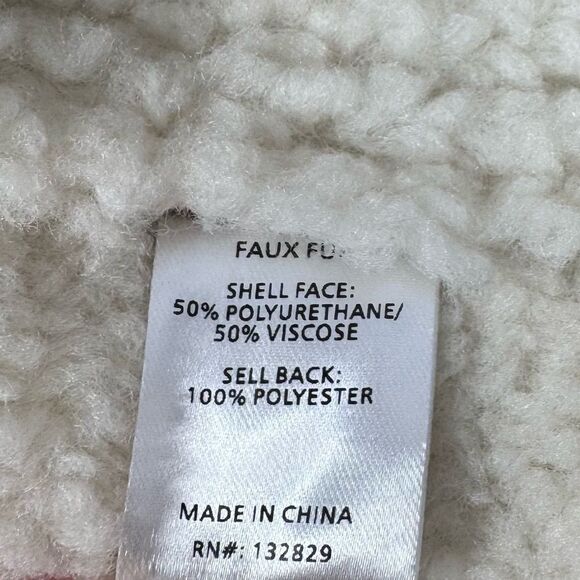 FAUX
SHELL FACE:
50% POLYURETHANE/
50% VISCOSE
SELL BACK:
100% POLYESTER
MADE IN CHINA
RN#: 132829